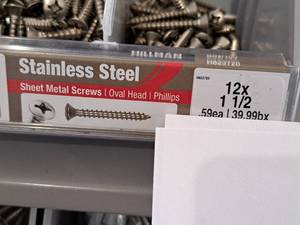 HILLMAN
Stainless Steel
Sheet Metal Screws | Oval Head | Phillips
12x
1 1/2
.59ea | 39.99bx